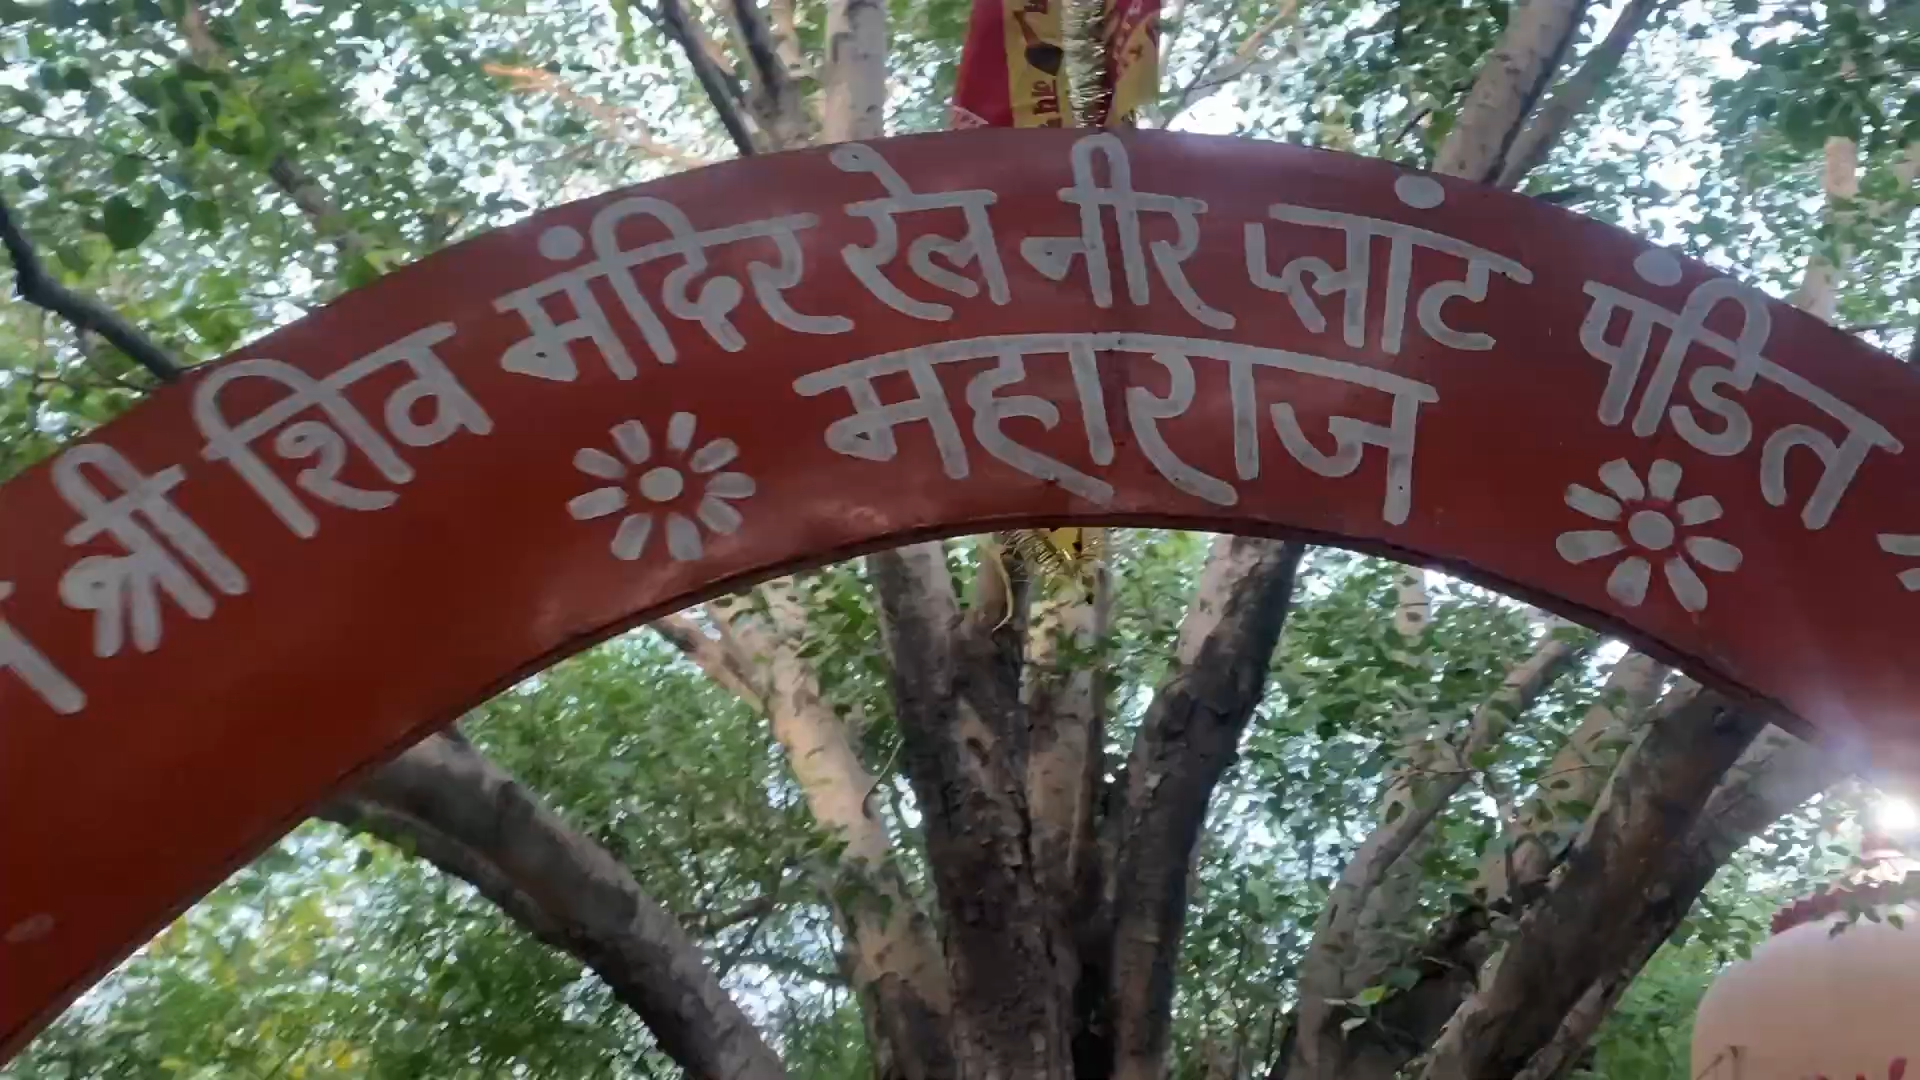 श्री शिव मंदिर रेल नीर प्लांट पंडित
महाराज